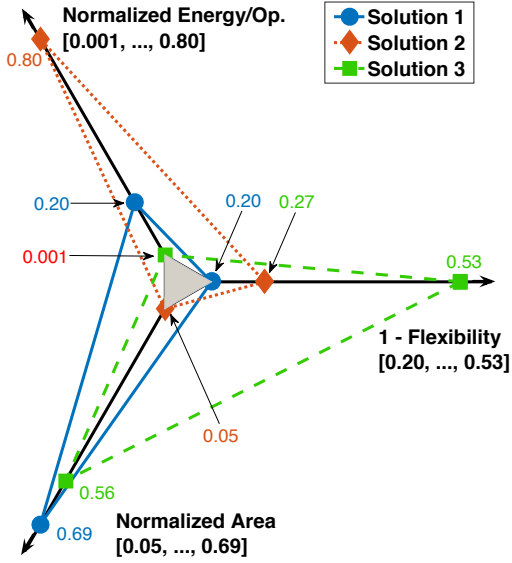 Normalized Energy/Op.
[0.001, ..., 0.80]
Solution 1
Solution 2
Solution 3
0.80
0.20
0.20
0.27
0.001
0.53
1 - Flexibility
[0.20, ..., 0.53]
0.05
0.56
0.69
Normalized Area
[0.05, ..., 0.69]